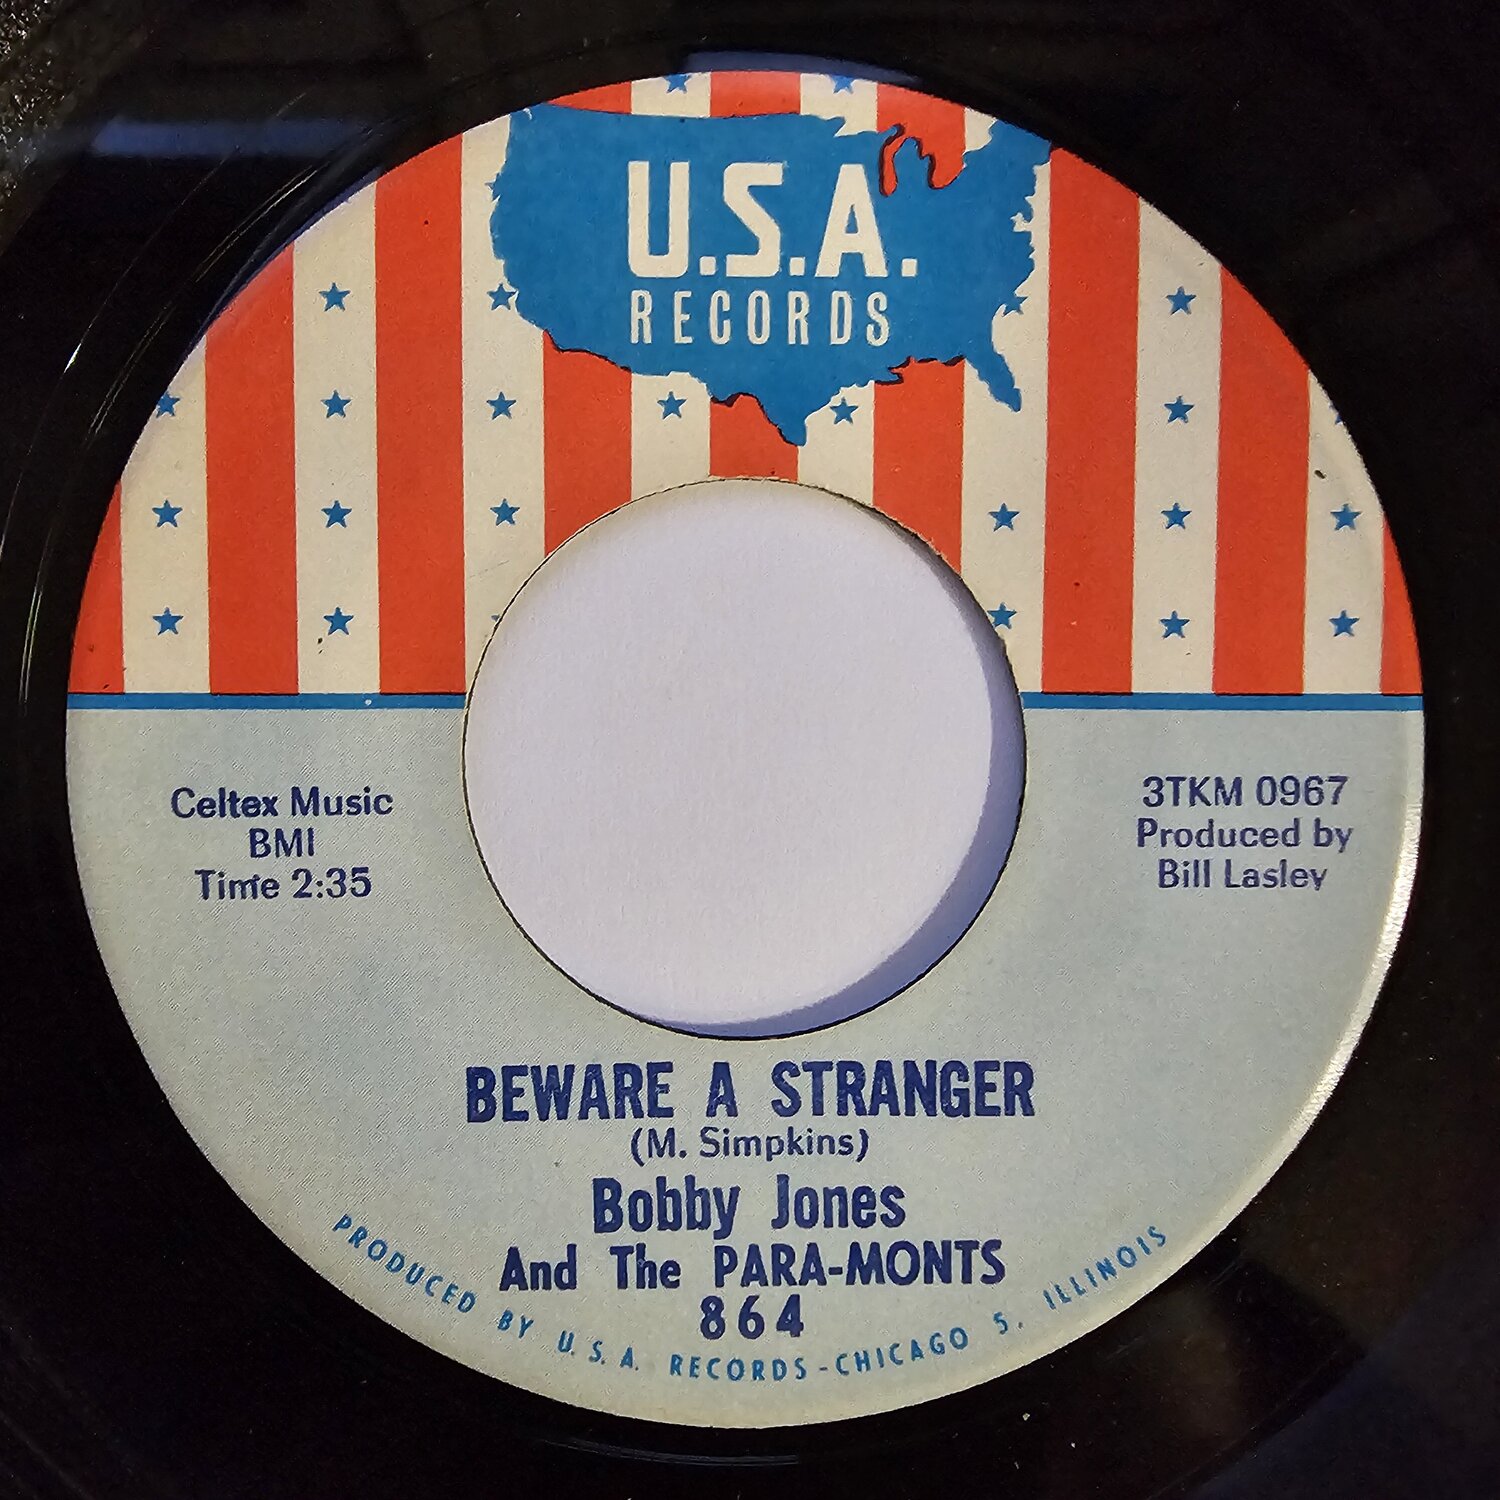 U.S.A.
RECORDS
Celtex Music
BMI
Time 2:35
3TKM 0967
Produced by
Bill Lasley
BEWARE A STRANGER
(M. Simpkins)
Bobby Jones
And The PARA-MONTS
864
PRODUCED BY U.S.A. RECORDS-CHICAGO 5, ILLINOIS